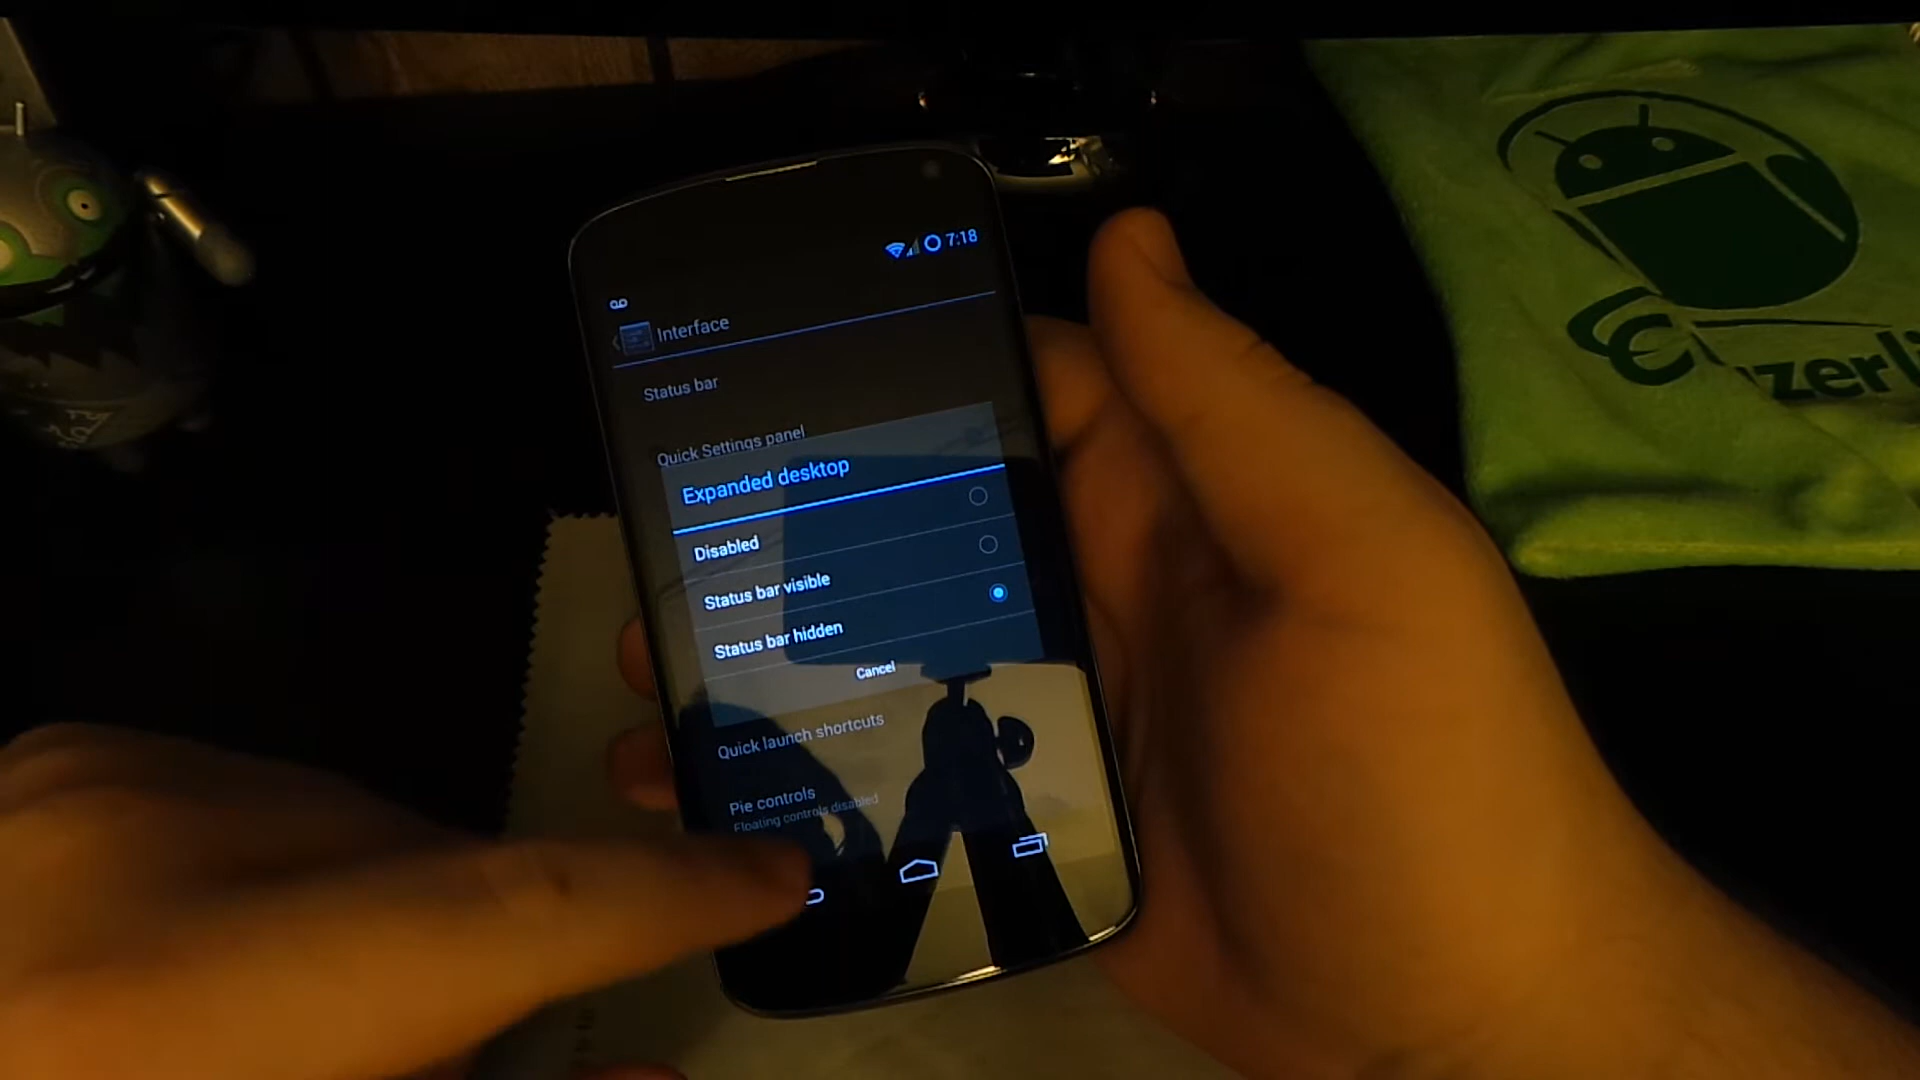 7:18
Interface
Status bar
Quick Settings panel
Expanded desktop
Disabled
Status bar visible
Status bar hidden
Cancel
Quick launch shortcuts
Pie controls
Floating controls disabled